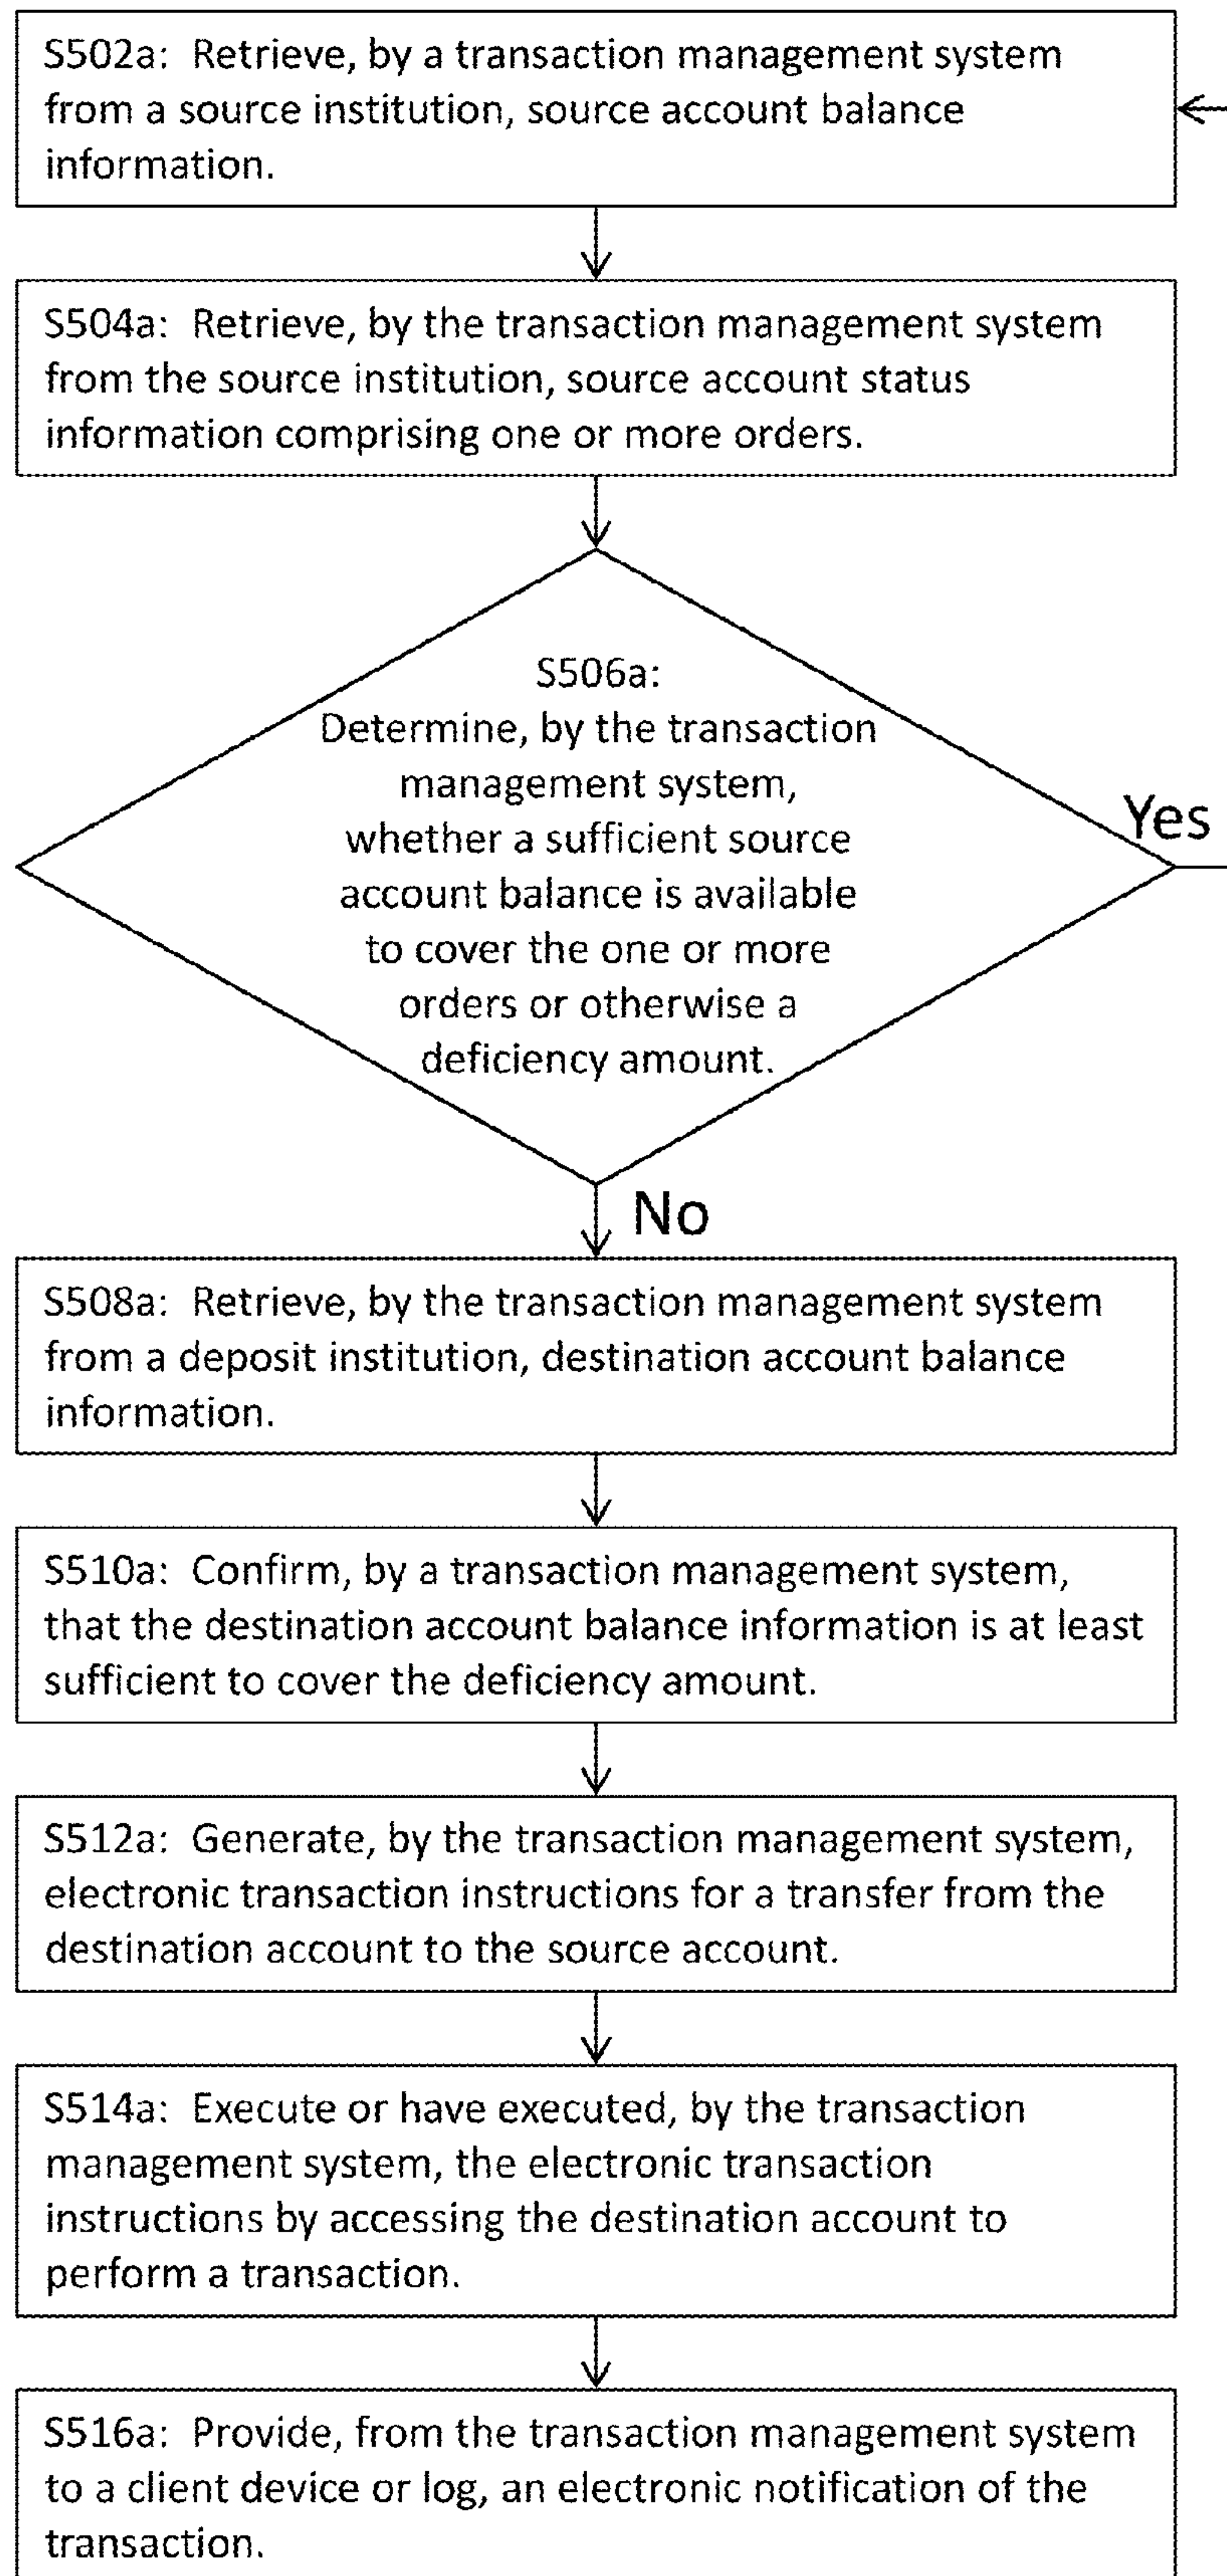 S502a: Retrieve, by a transaction management system
from a source institution, source account balance
information.
S504a: Retrieve, by the transaction management system
from the source institution, source account status
information comprising one or more orders.
S506a:
Determine, by the transaction
management system,
whether a sufficient source
account balance is available
to cover the one or more
orders or otherwise a
deficiency amount.
Yes
No
S508a: Retrieve, by the transaction management system
from a deposit institution, destination account balance
information.
S510a: Confirm, by a transaction management system,
that the destination account balance information is at least
sufficient to cover the deficiency amount.
S512a: Generate, by the transaction management system,
electronic transaction instructions for a transfer from the
destination account to the source account.
S514a: Execute or have executed, by the transaction
management system, the electronic transaction
instructions by accessing the destination account to
perform a transaction.
S516a: Provide, from the transaction management system
to a client device or log, an electronic notification of the
transaction.